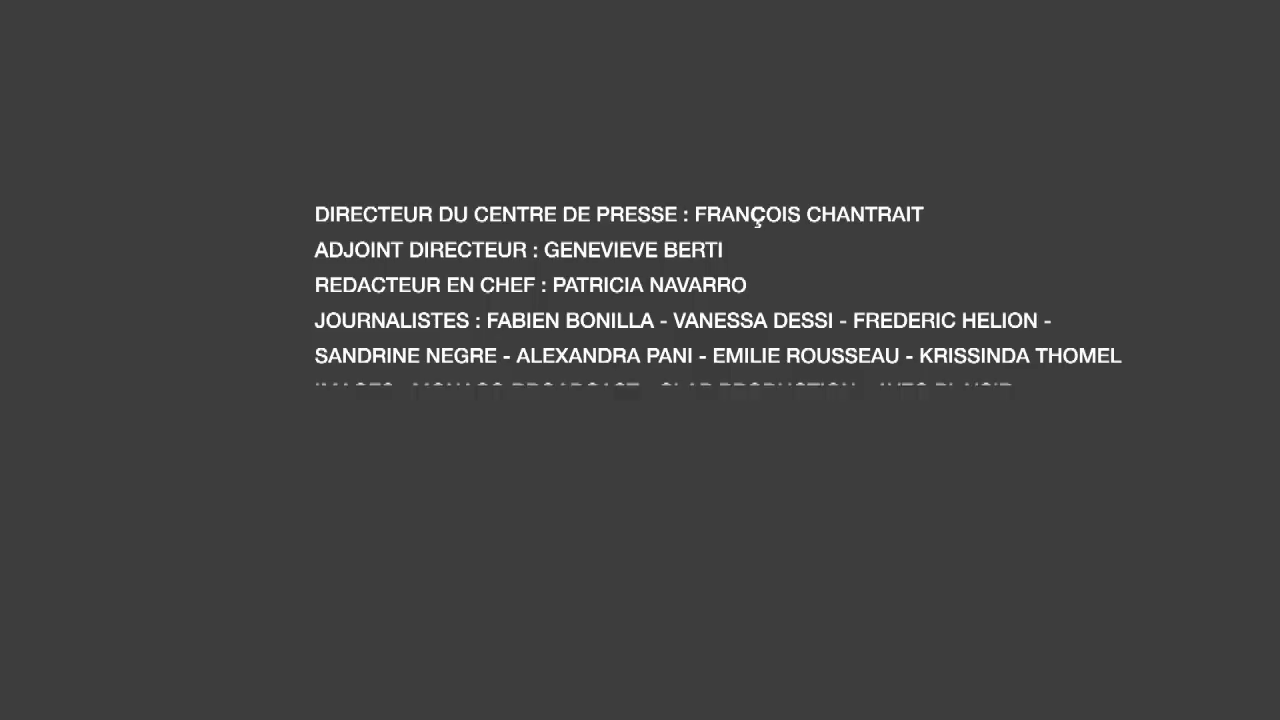 DIRECTEUR DU CENTRE DE PRESSE : FRANÇOIS CHANTRAIT
ADJOINT DIRECTEUR : GENEVIEVE BERTI
REDACTEUR EN CHEF : PATRICIA NAVARRO
JOURNALISTES : FABIEN BONILLA - VANESSA DESSI - FREDERIC HELION -
SANDRINE NEGRE - ALEXANDRA PANI - EMILIE ROUSSEAU - KRISSINDA THOMEL